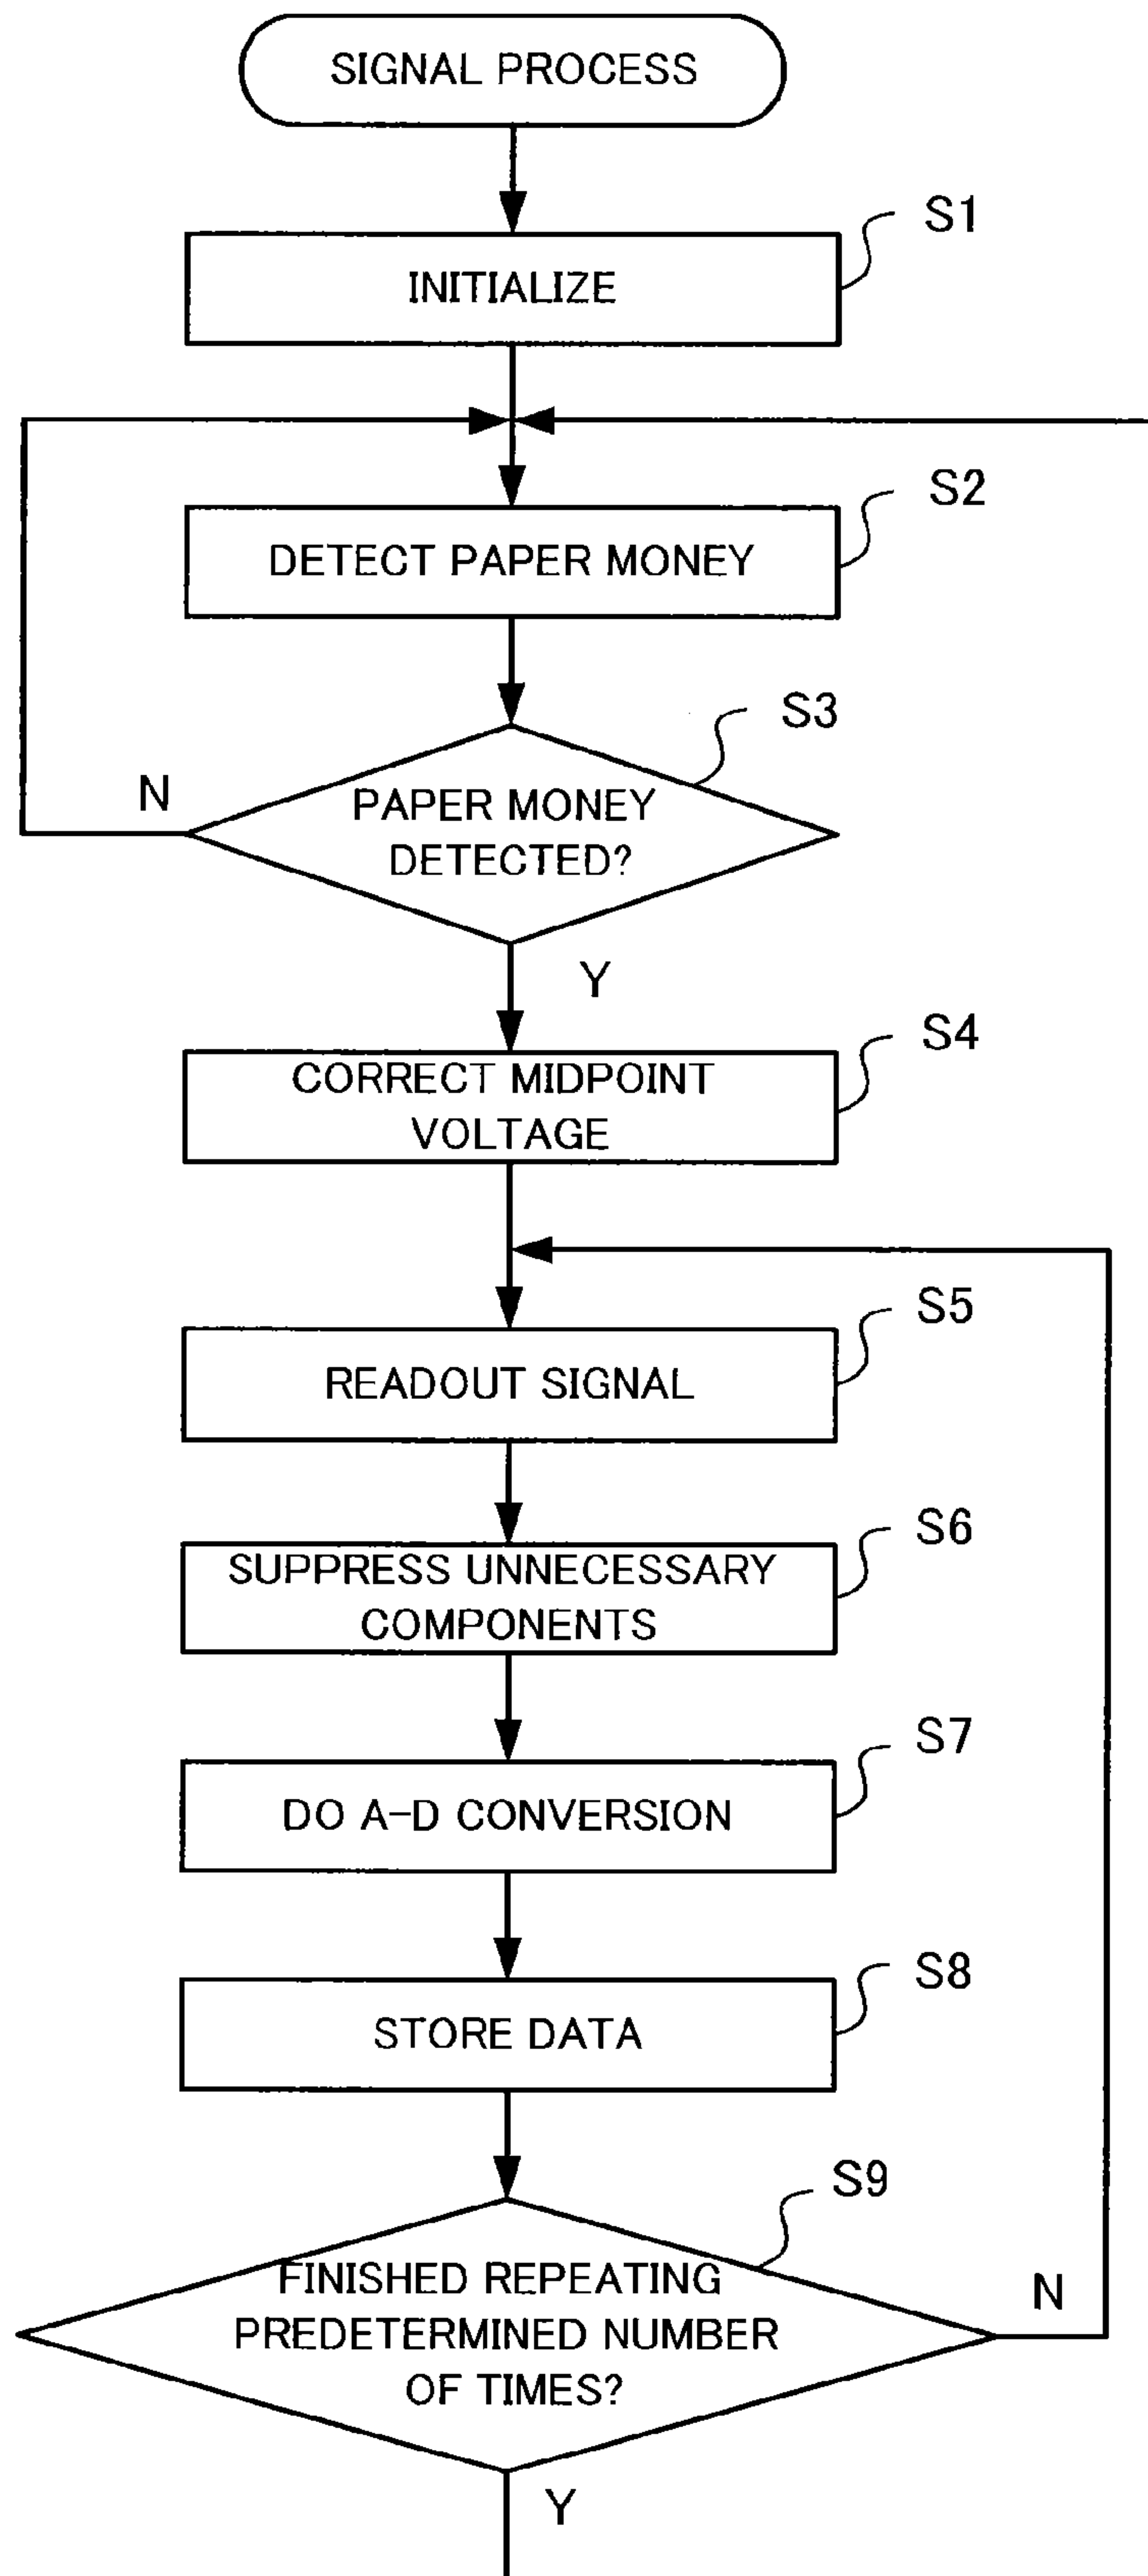 SIGNAL PROCESS
S1
INITIALIZE
S2
DETECT PAPER MONEY
S3
N
PAPER MONEY
DETECTED?
Y
S4
CORRECT MIDPOINT
VOLTAGE
S5
READOUT SIGNAL
S6
SUPPRESS UNNECESSARY
COMPONENTS
S7
DO A-D CONVERSION
S8
STORE DATA
S9
FINISHED REPEATING
N
PREDETERMINED NUMBER
OF TIMES?
Y